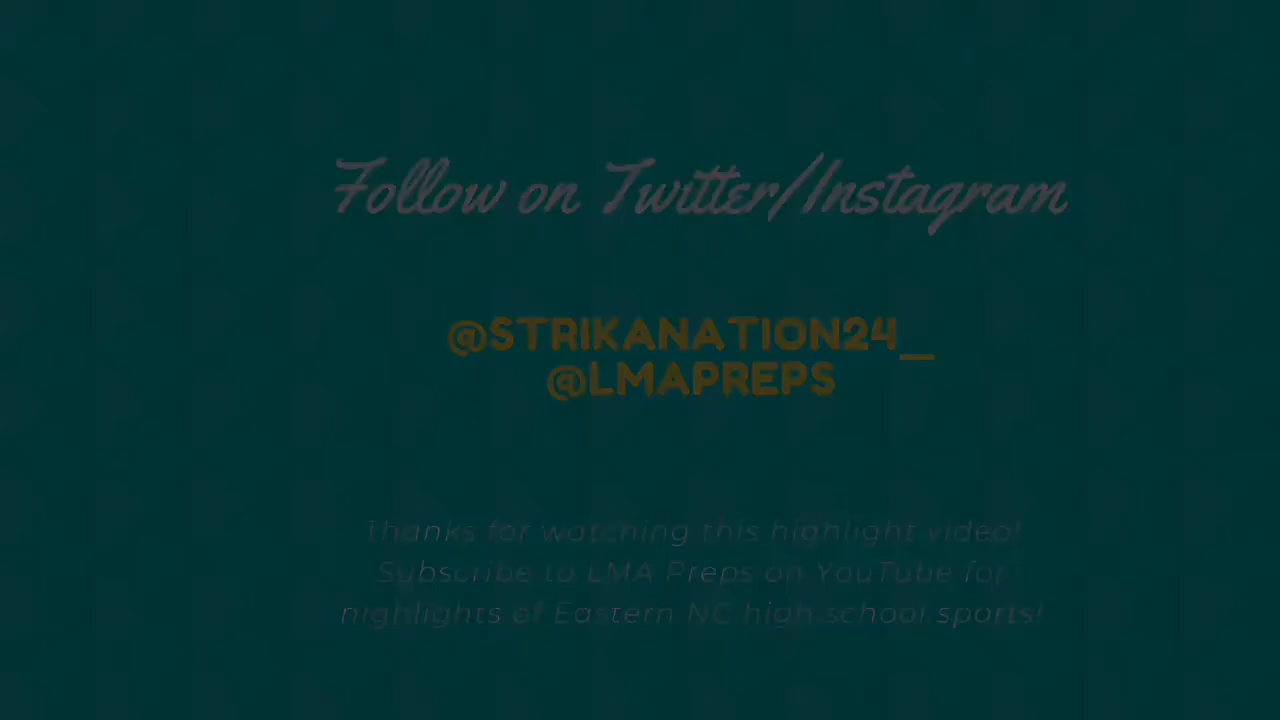 Follow on Twitter/Instagram
@STRIKANATION24_
@LMAPREPS
Thanks for watching this highlight video!
Subscribe to LMA Preps on YouTube for
highlights of Eastern NC high school sports!